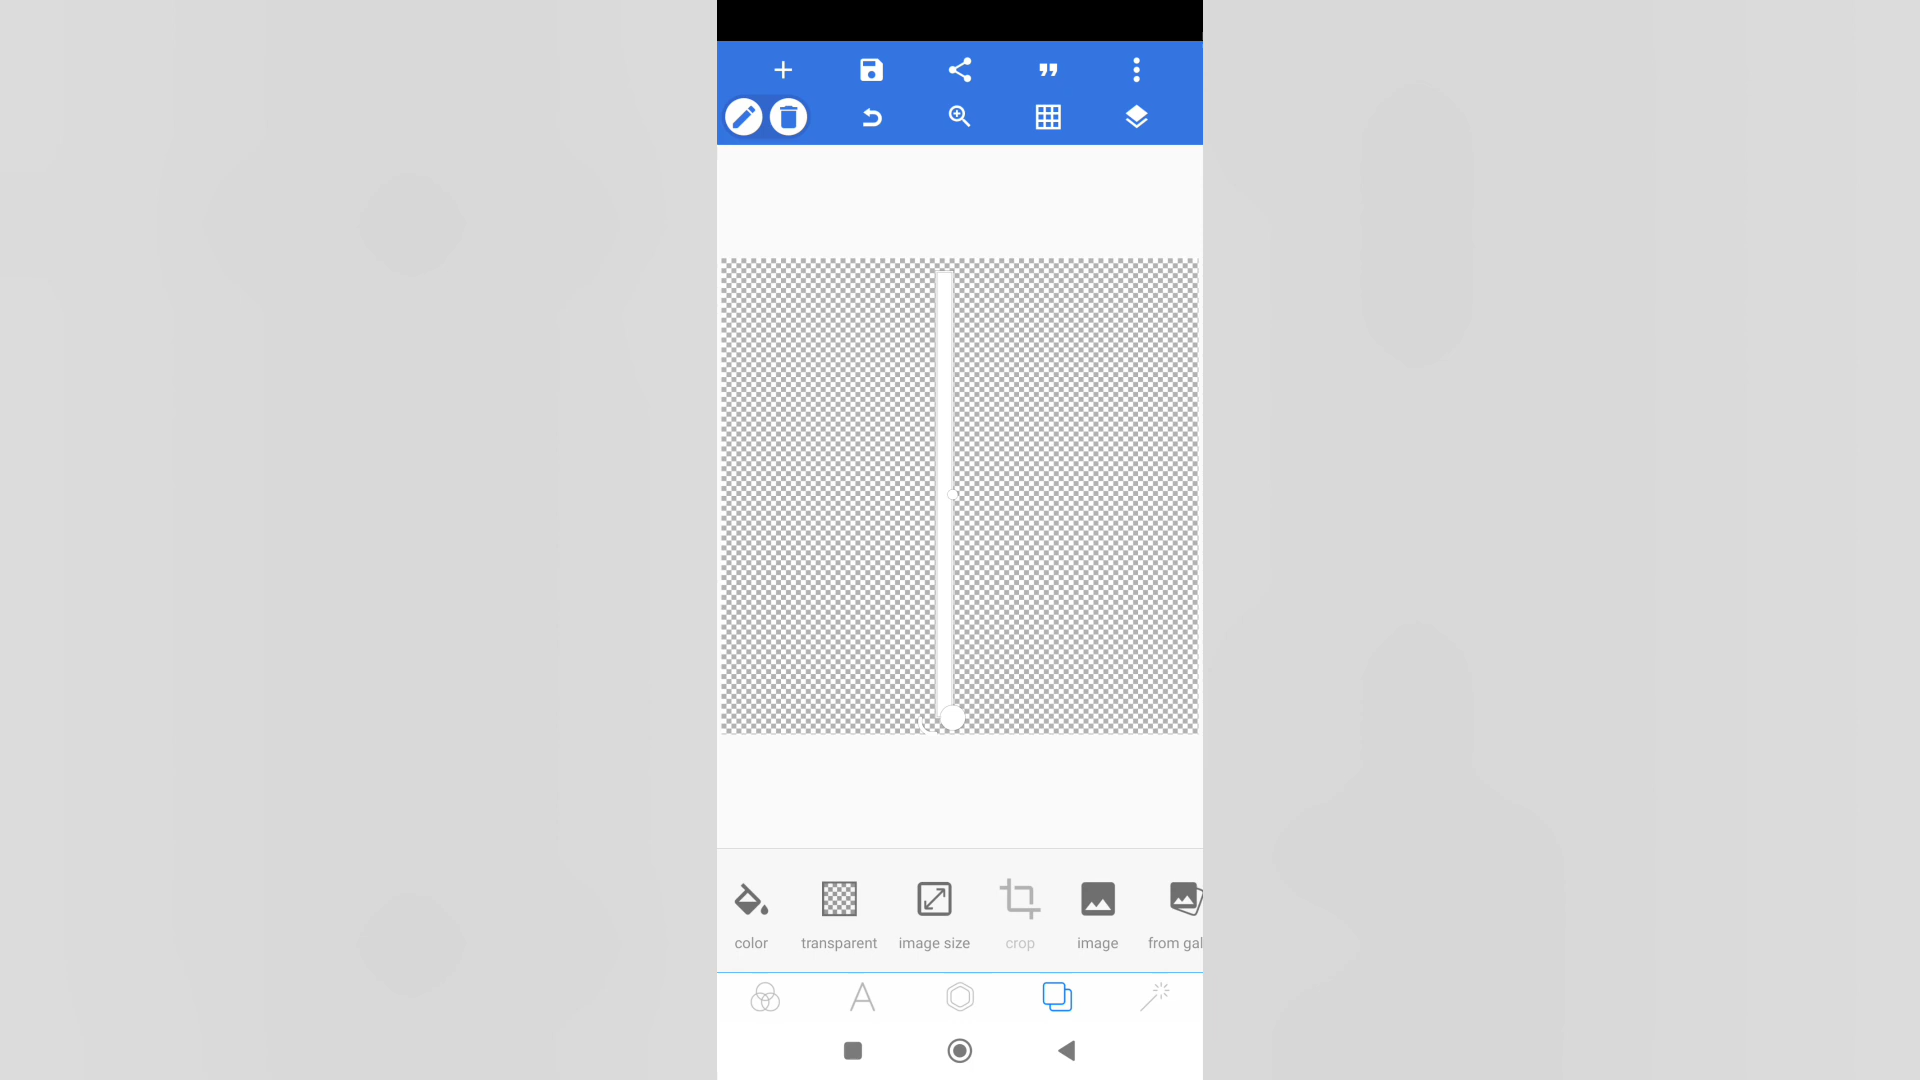 color
transparent
image size
crop
image
from gal